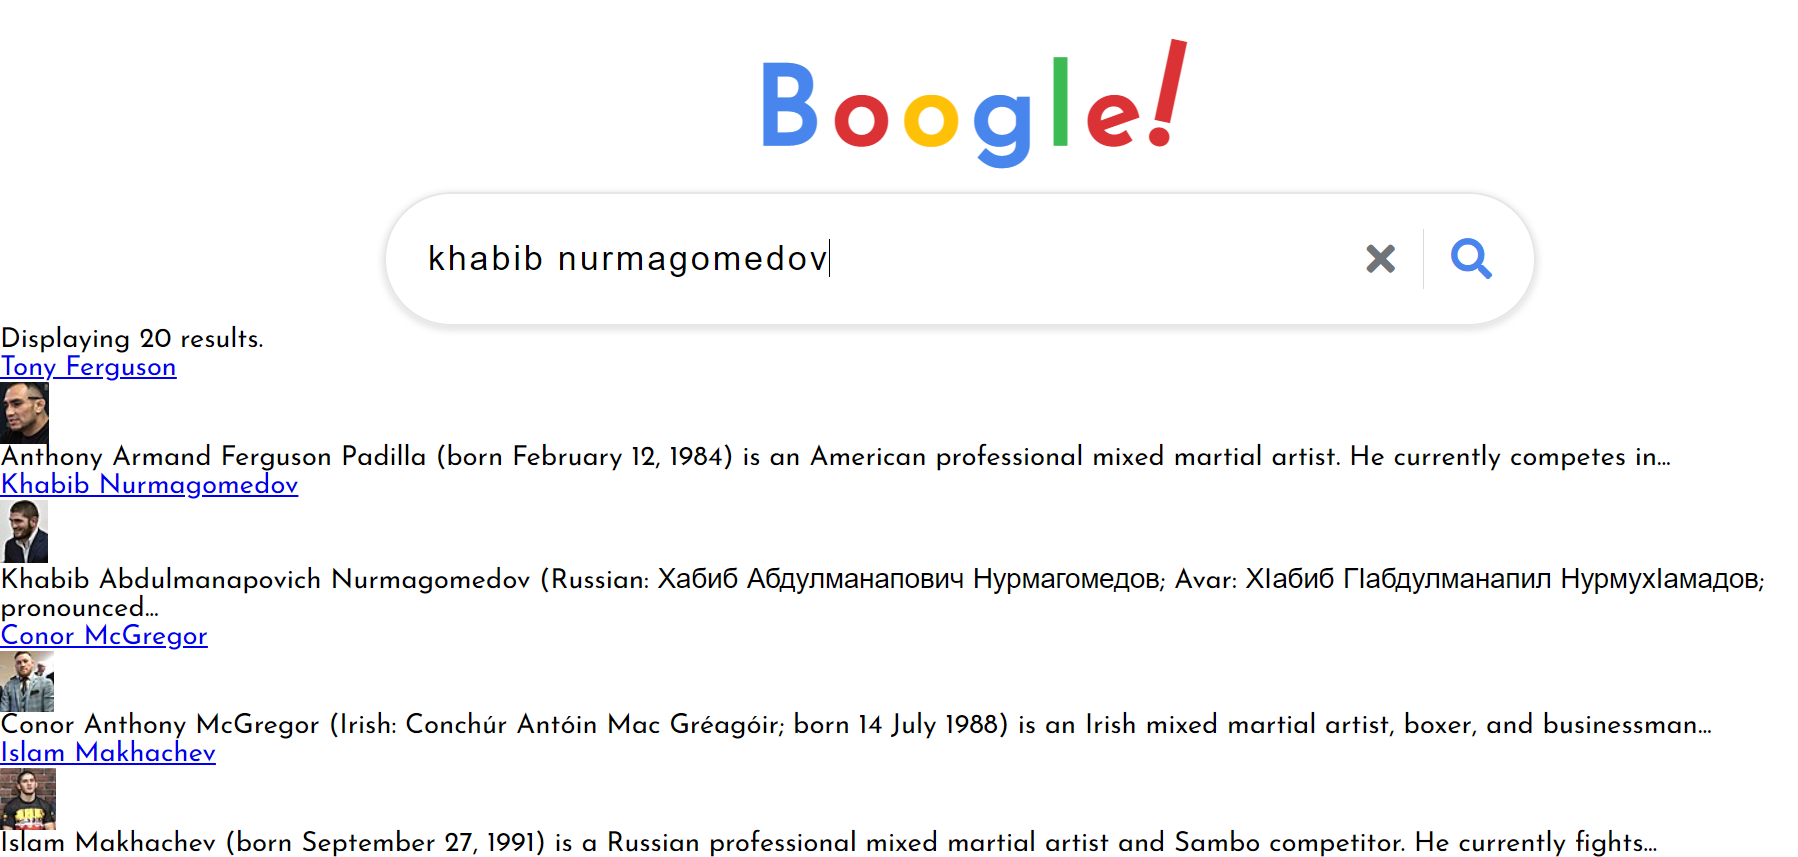 Boogle!
khabib nurmagomedov
Displaying 20 results.
Tony Ferguson
Anthony Armand Ferguson Padilla (born February 12, 1984) is an American professional mixed martial artist. He currently competes in...
Khabib Nurmagomedov
Khabib Abdulmanapovich Nurmagomedov (Russian: Хабиб Абдулманапович Нурмагомедов; Avar: ХӀабиб ГӀабдулманапил НурмухӀамадов;
pronounced...
Conor McGregor
Conor Anthony McGregor (Irish: Conchúr Antóin Mac Gréagóir; born 14 July 1988) is an Irish mixed martial artist, boxer, and businessman...
Islam Makhachev
Islam Makhachev (born September 27, 1991) is a Russian professional mixed martial artist and Sambo competitor. He currently fights...